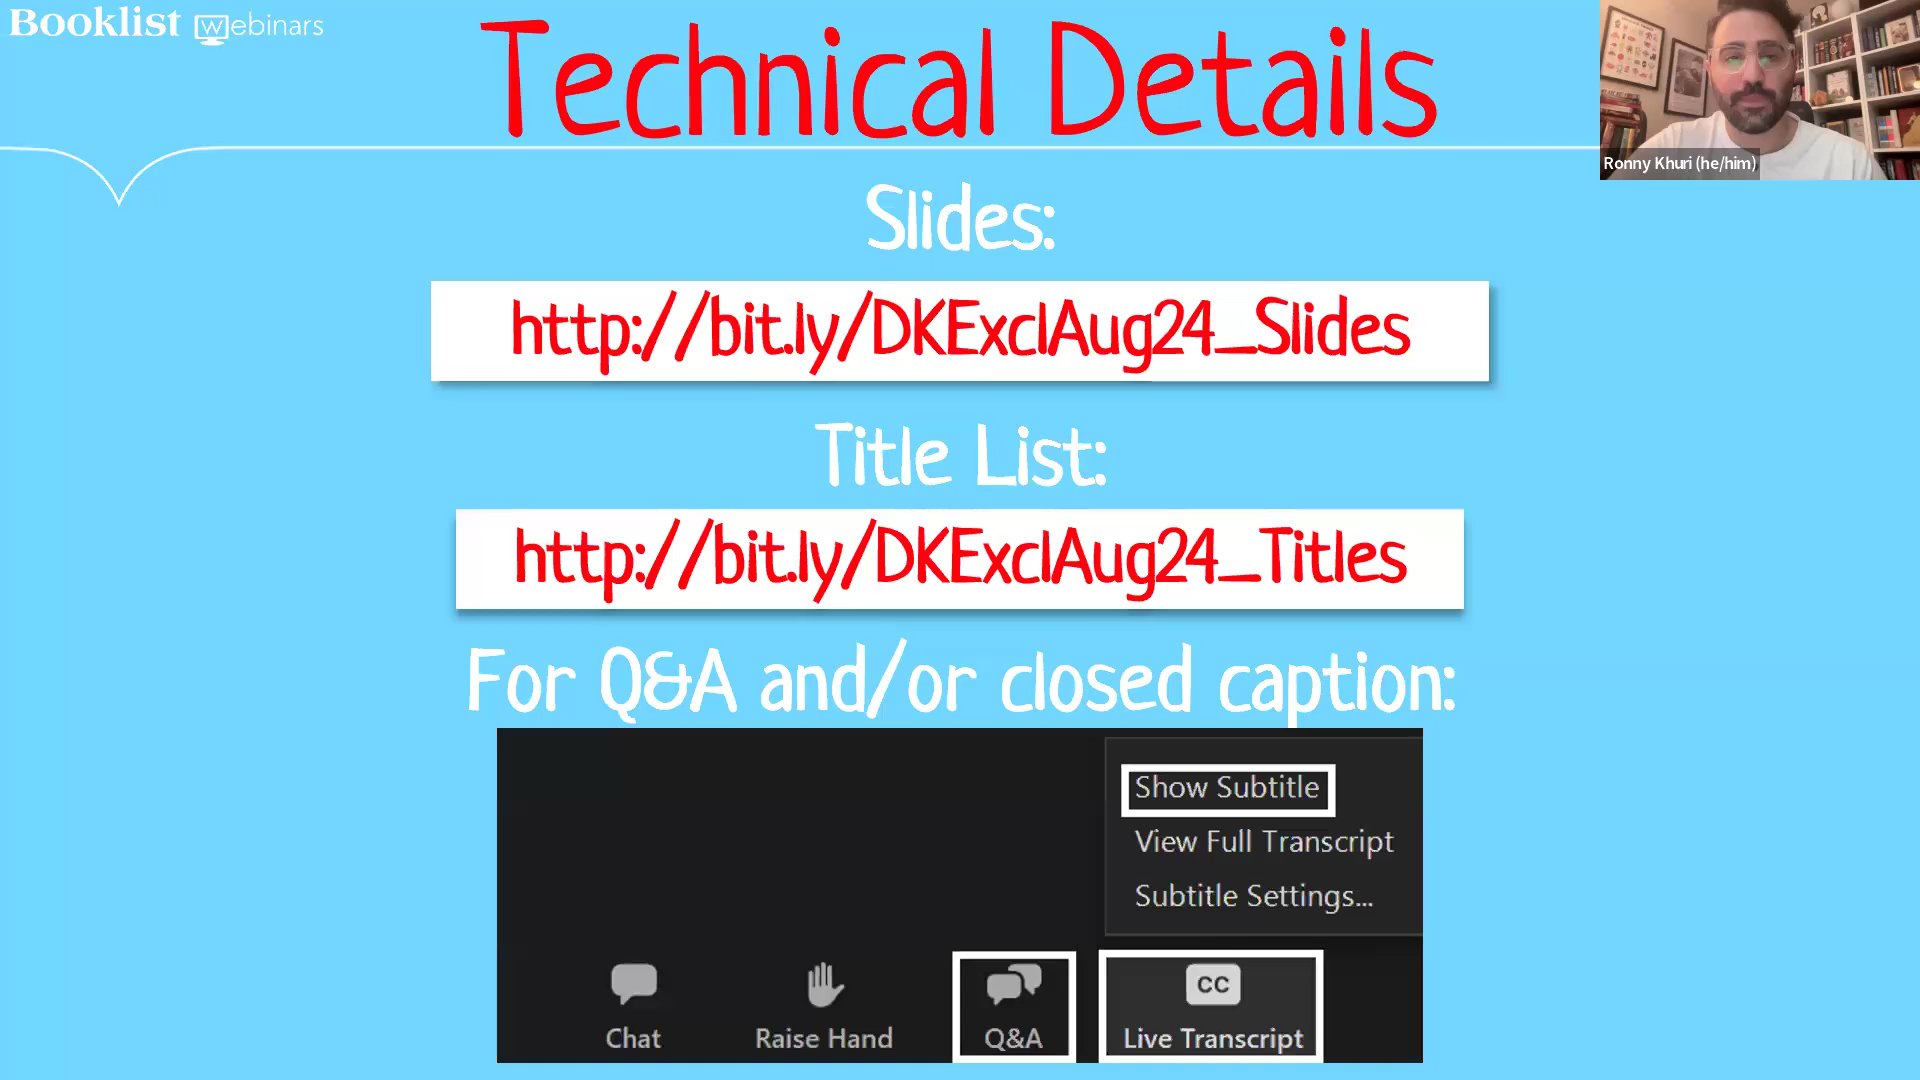 Booklist Webinars
Technical Details
Ronny Khuri (he/him)
Slides:
http://bit.ly/DKExclAug24_Slides
Title List:
http://bit.ly/DKExclAug24_Titles
For Q&A and/or closed caption:
Show Subtitle
View Full Transcript
Subtitle Settings...
CC
Chat
Raise Hand
Q&A
Live Transcript